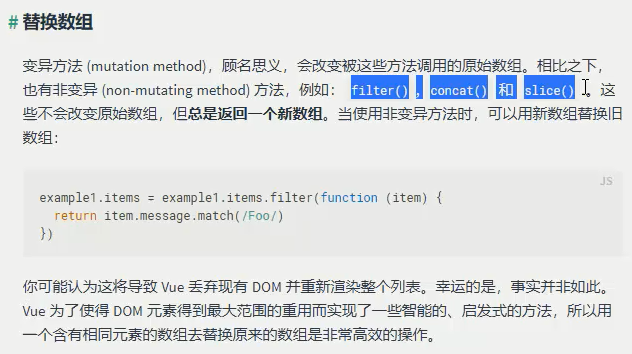 # 替换数组
变异方法 (mutation method)，顾名思义，会改变被这些方法调用的原始数组。相比之下，
也有非变异 (non-mutating method) 方法，例如： filter() , concat() 和 slice() 。这
些不会改变原始数组，但总是返回一个新数组。当使用非变异方法时，可以用新数组替换旧
数组：
JS
example1.items = example1.items.filter(function (item) {
  return item.message.match(/Foo/)
})
你可能认为这将导致 Vue 丢弃现有 DOM 并重新渲染整个列表。幸运的是，事实并非如此。
Vue 为了使得 DOM 元素得到最大范围的重用而实现了一些智能的、启发式的方法，所以用
一个含有相同元素的数组去替换原来的数组是非常高效的操作。